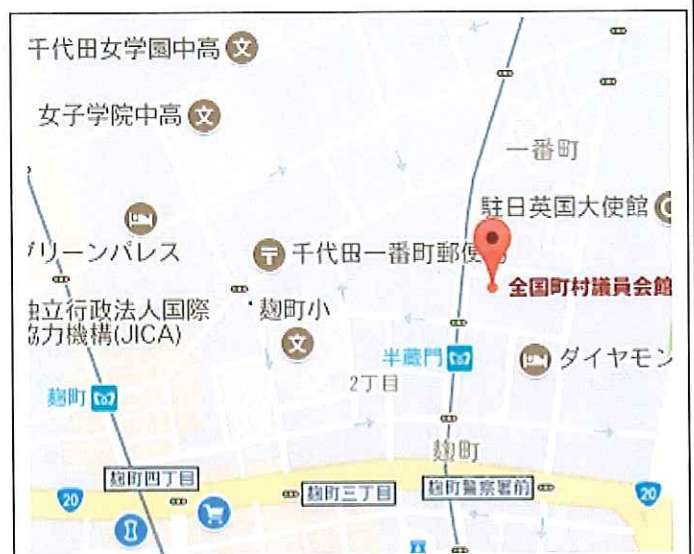 千代田女学園中高
文
女子学院中高
文
一番町
駐日英国大使館
グリーンパレス
千代田一番町郵便局
全国町村議員会館
独立行政法人国際
協力機構(JICA)
麹町小
文
半蔵門
ダイヤモン
2丁目
麹町
麹町
麹町四丁目
麹町三丁目
麹町警察署前
20
20